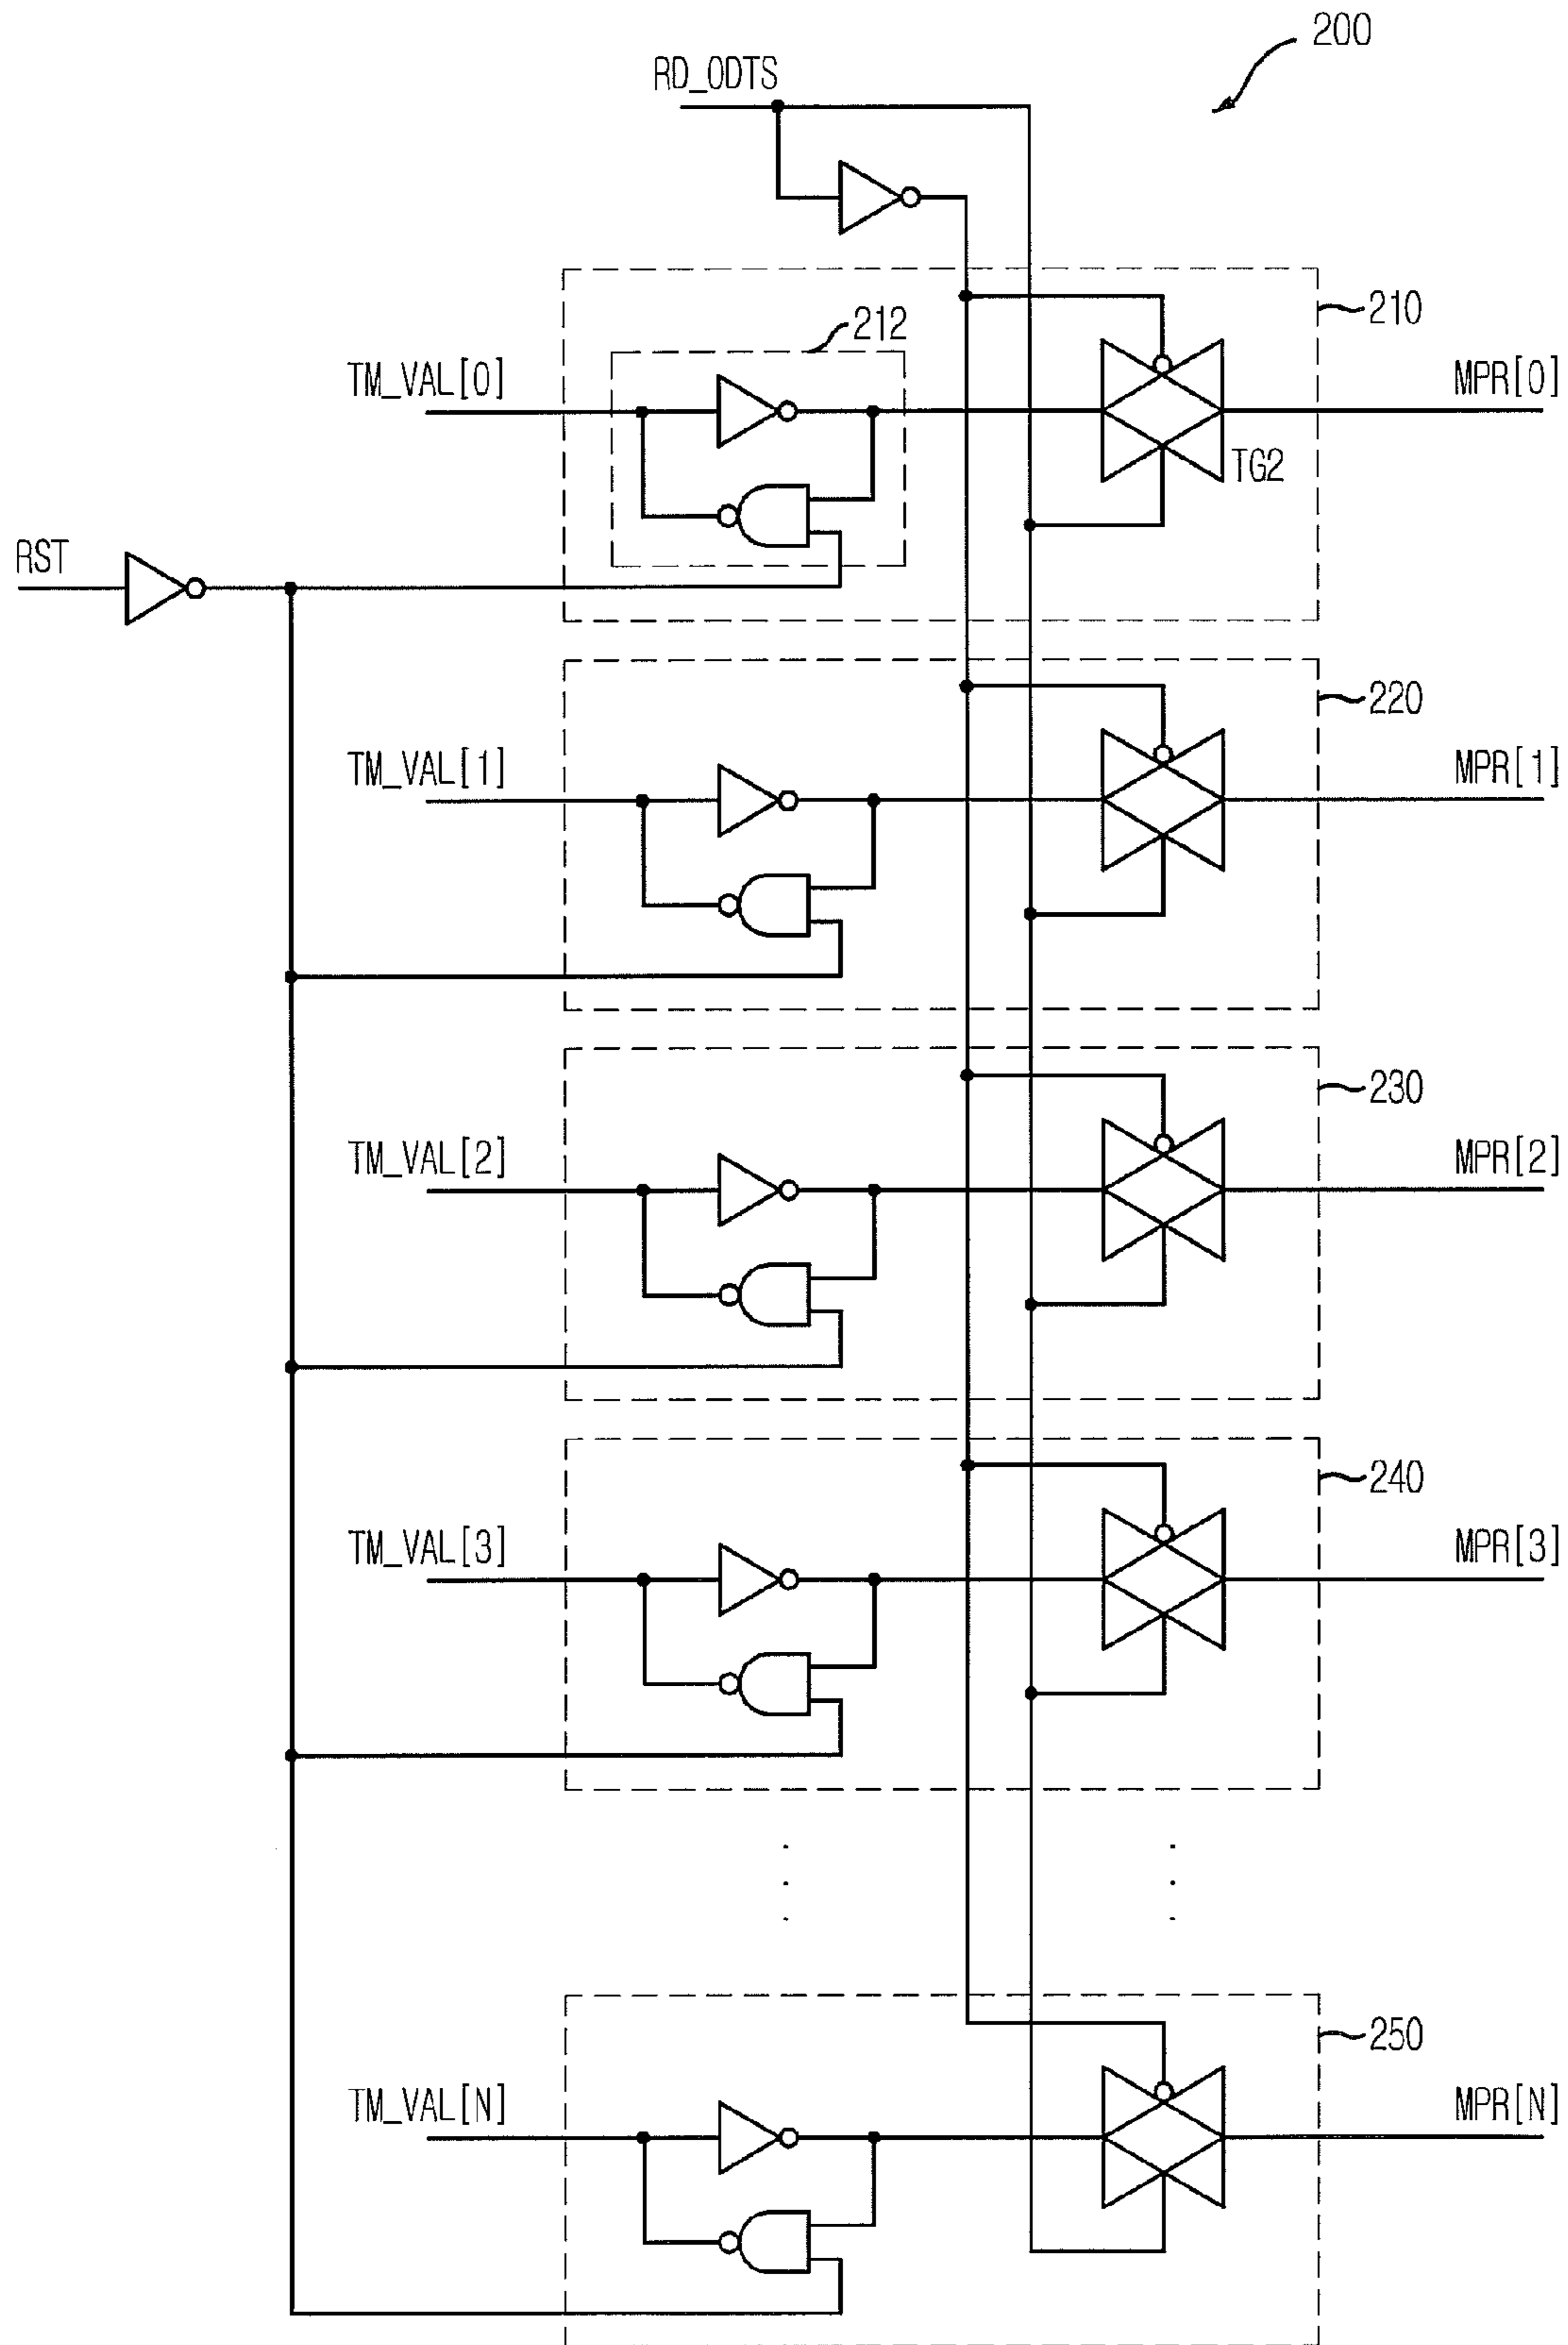 200
RD_ODTS
210
212
TM_VAL[0]
MPR[0]
TG2
RST
220
TM_VAL[1]
MPR[1]
230
TM_VAL[2]
MPR[2]
240
TM_VAL[3]
MPR[3]
250
TM_VAL[N]
MPR[N]